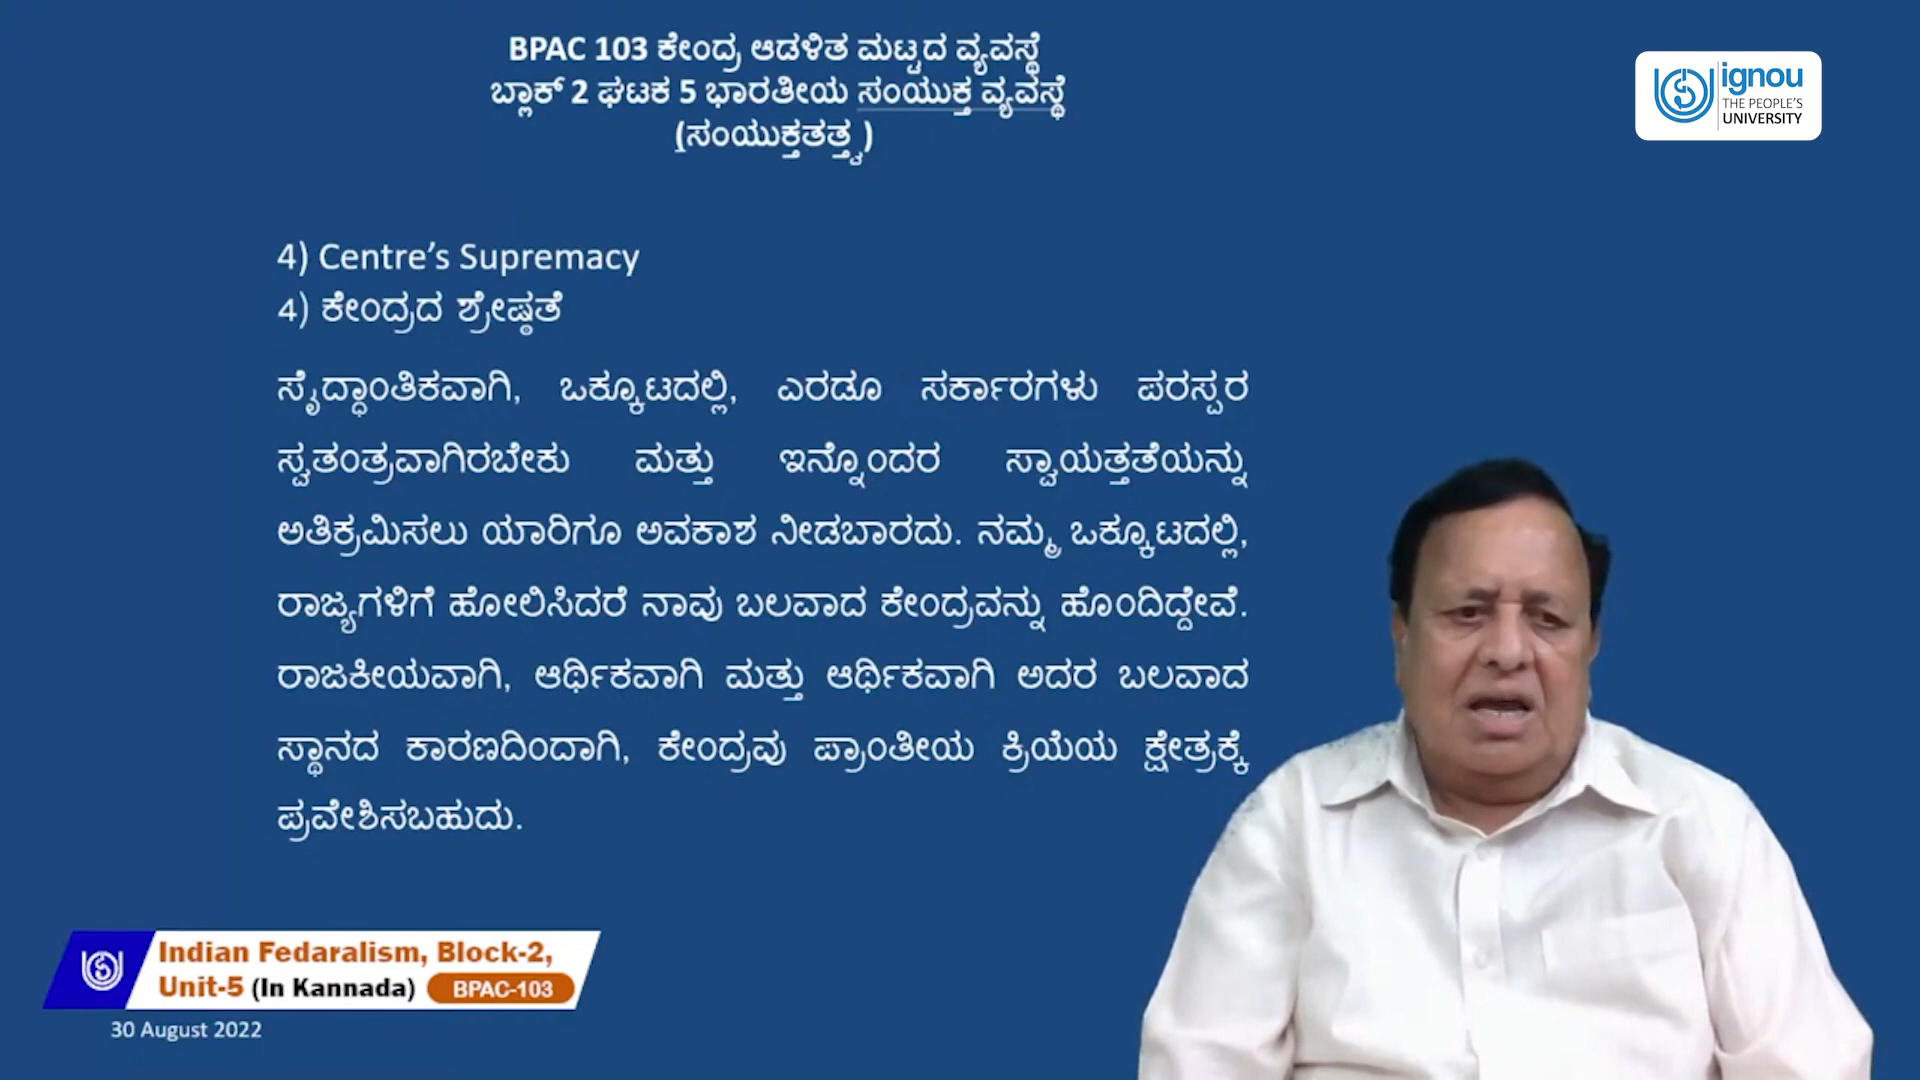 BPAC 103 ಕೇಂದ್ರ ಆಡಳಿತ ಮಟ್ಟದ ವ್ಯವಸ್ಥೆ
ಬ್ಲಾಕ್ 2 ಘಟಕ 5 ಭಾರತೀಯ ಸಂಯುಕ್ತ ವ್ಯವಸ್ಥೆ
(ಸಂಯುಕ್ತತತ್ತ್ವ)
ignou
THE PEOPLE'S
UNIVERSITY
4) Centre’s Supremacy
4) ಕೇಂದ್ರದ ಶ್ರೇಷ್ಠತೆ
ಸೈದ್ಧಾಂತಿಕವಾಗಿ, ಒಕ್ಕೂಟದಲ್ಲಿ, ಎರಡೂ ಸರ್ಕಾರಗಳು ಪರಸ್ಪರ
ಸ್ವತಂತ್ರವಾಗಿರಬೇಕು ಮತ್ತು ಇನ್ನೊಂದರ ಸ್ವಾಯತ್ತತೆಯನ್ನು
ಅತಿಕ್ರಮಿಸಲು ಯಾರಿಗೂ ಅವಕಾಶ ನೀಡಬಾರದು. ನಮ್ಮ ಒಕ್ಕೂಟದಲ್ಲಿ,
ರಾಜ್ಯಗಳಿಗೆ ಹೋಲಿಸಿದರೆ ನಾವು ಬಲವಾದ ಕೇಂದ್ರವನ್ನು ಹೊಂದಿದ್ದೇವೆ.
ರಾಜಕೀಯವಾಗಿ, ಆರ್ಥಿಕವಾಗಿ ಮತ್ತು ಆರ್ಥಿಕವಾಗಿ ಅದರ ಬಲವಾದ
ಸ್ಥಾನದ ಕಾರಣದಿಂದಾಗಿ, ಕೇಂದ್ರವು ಪ್ರಾಂತೀಯ ಕ್ರಿಯೆಯ ಕ್ಷೇತ್ರಕ್ಕೆ
ಪ್ರವೇಶಿಸಬಹುದು.
Indian Fedaralism, Block-2,
Unit-5 (In Kannada) BPAC-103
30 August 2022